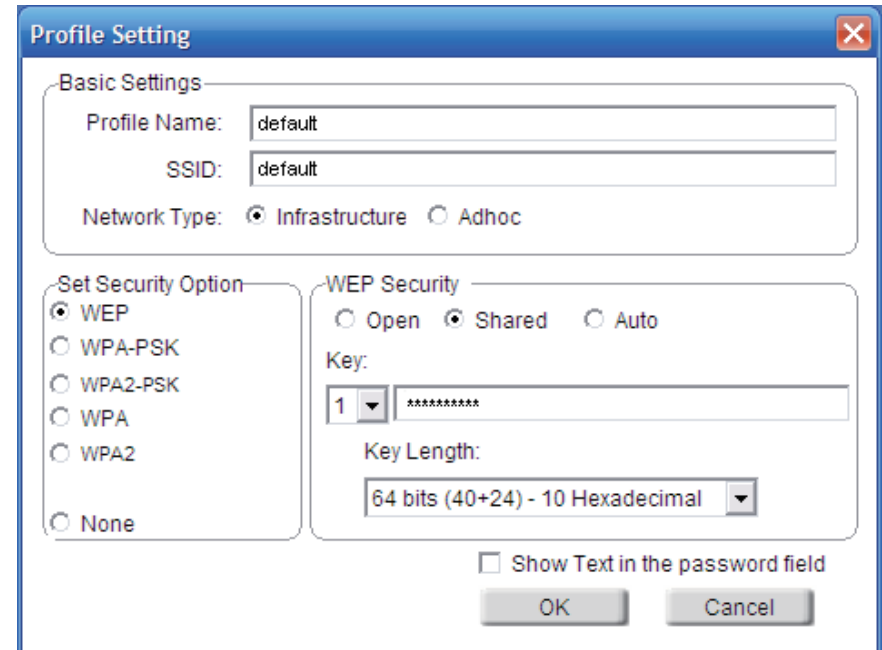 Profile Setting
Basic Settings
Profile Name: default
SSID: default
Network Type: Infrastructure Adhoc
Set Security Option
WEP
WPA-PSK
WPA2-PSK
WPA
WPA2
None
WEP Security
Open Shared Auto
Key:
1 **********
Key Length:
64 bits (40+24) - 10 Hexadecimal
Show Text in the password field
OK Cancel